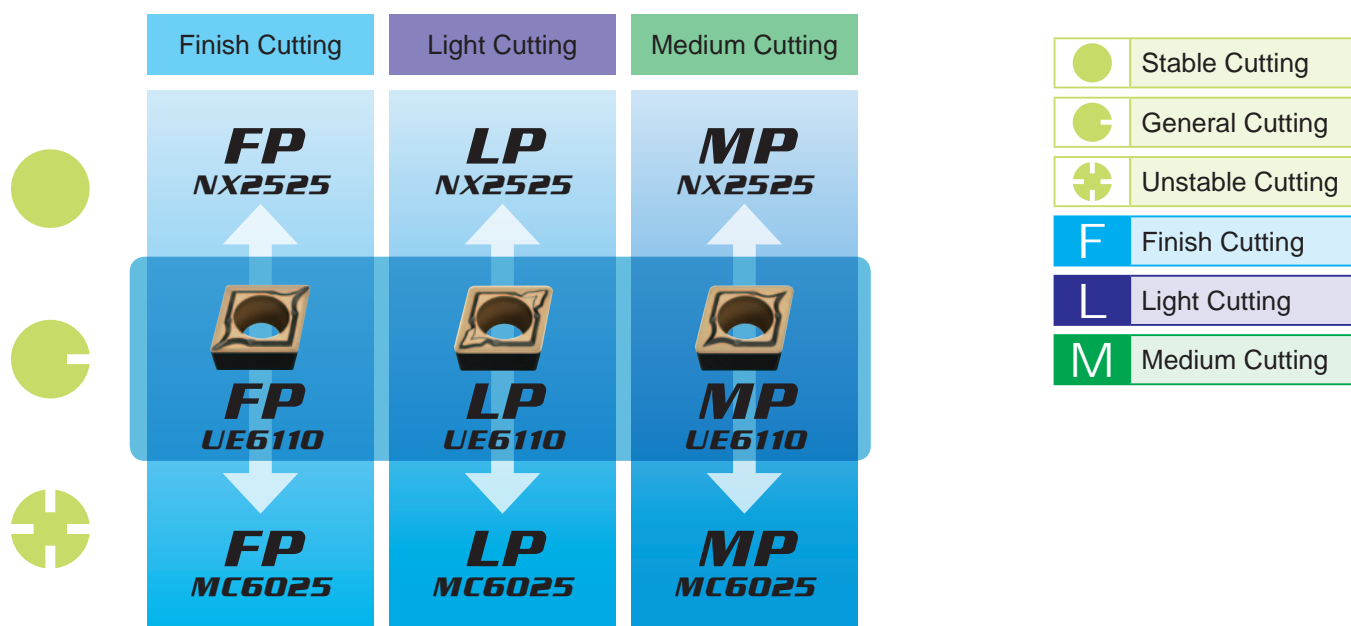 Finish Cutting
Light Cutting
Medium Cutting
FP
NX2525
LP
NX2525
MP
NX2525
FP
UE6110
LP
UE6110
MP
UE6110
FP
MC6025
LP
MC6025
MP
MC6025
Stable Cutting
General Cutting
Unstable Cutting
F Finish Cutting
L Light Cutting
M Medium Cutting